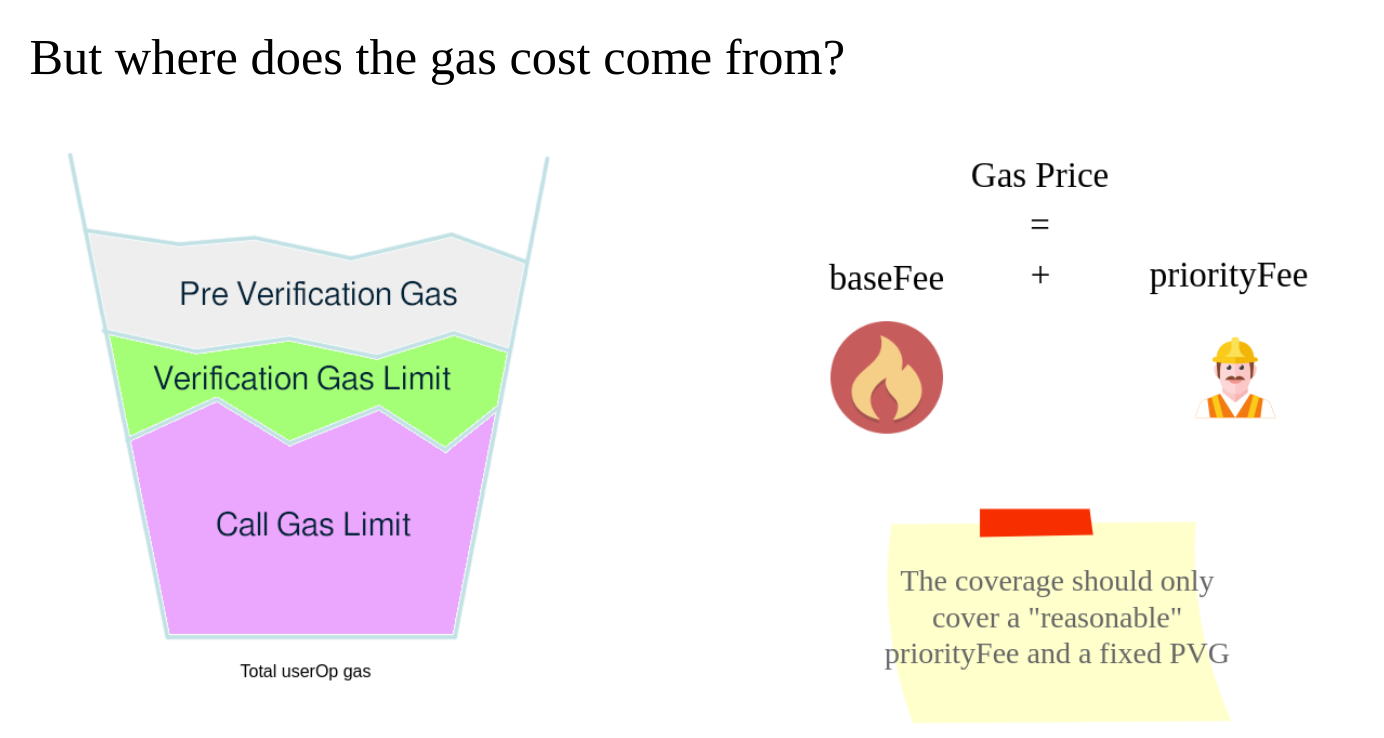 But where does the gas cost come from?
Pre Verification Gas
Verification Gas Limit
Call Gas Limit
Total userOp gas
Gas Price
=
baseFee + priorityFee
The coverage should only
cover a "reasonable"
priorityFee and a fixed PVG